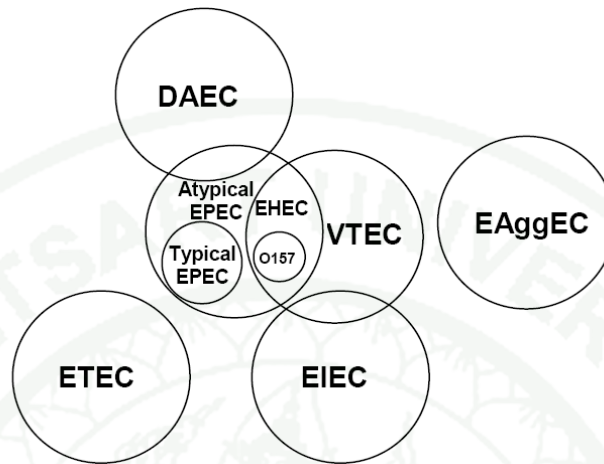 DAEC
Atypical
EPEC
EHEC
VTEC
EAggEC
Typical
EPEC
O157
ETEC
EIEC